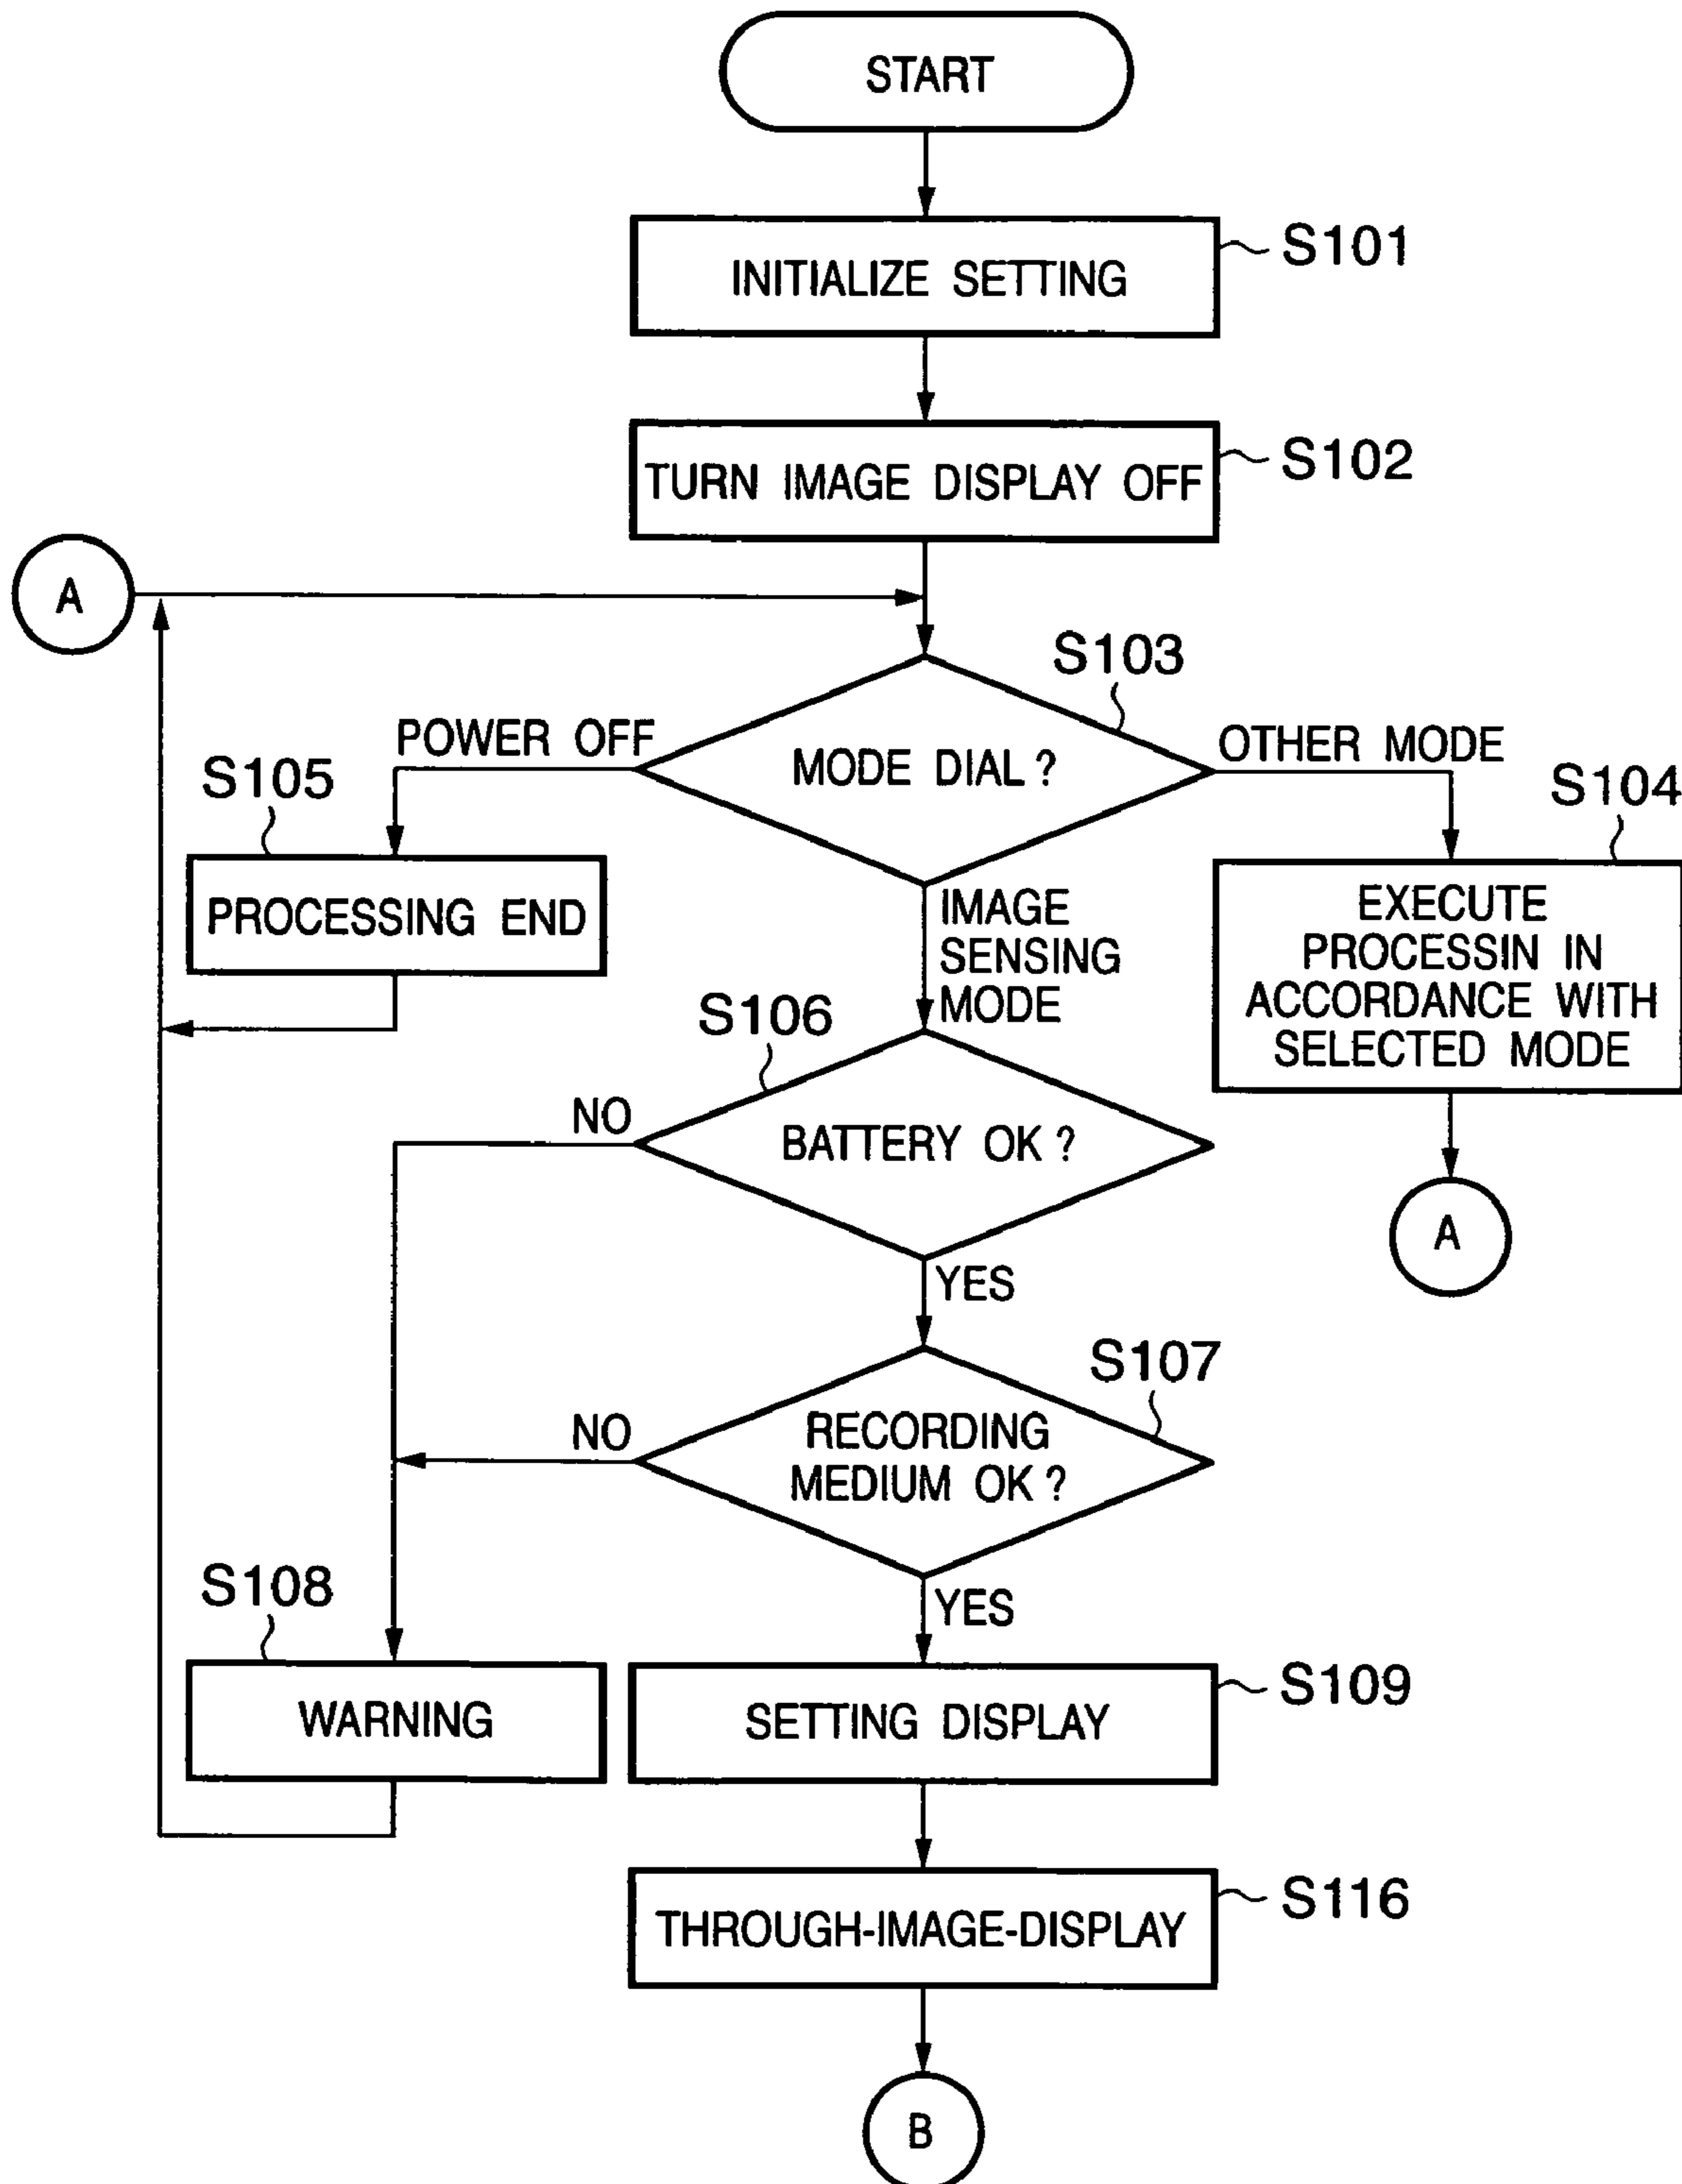 START
INITIALIZE SETTING
S101
TURN IMAGE DISPLAY OFF
S102
A
S103
MODE DIAL ?
POWER OFF
OTHER MODE
S105
PROCESSING END
S104
EXECUTE
PROCESSIN IN
ACCORDANCE WITH
SELECTED MODE
A
IMAGE
SENSING
MODE
S106
BATTERY OK ?
NO
YES
S107
RECORDING
MEDIUM OK ?
NO
YES
S108
WARNING
SETTING DISPLAY
S109
THROUGH-IMAGE-DISPLAY
S116
B